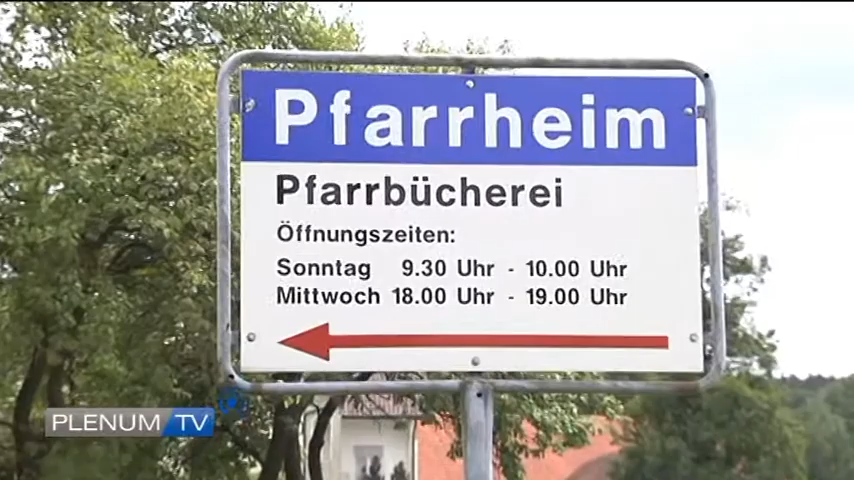 Pfarrheim
Pfarrbücherei
Öffnungszeiten:
Sonntag 9.30 Uhr - 10.00 Uhr
Mittwoch 18.00 Uhr - 19.00 Uhr
PLENUM TV